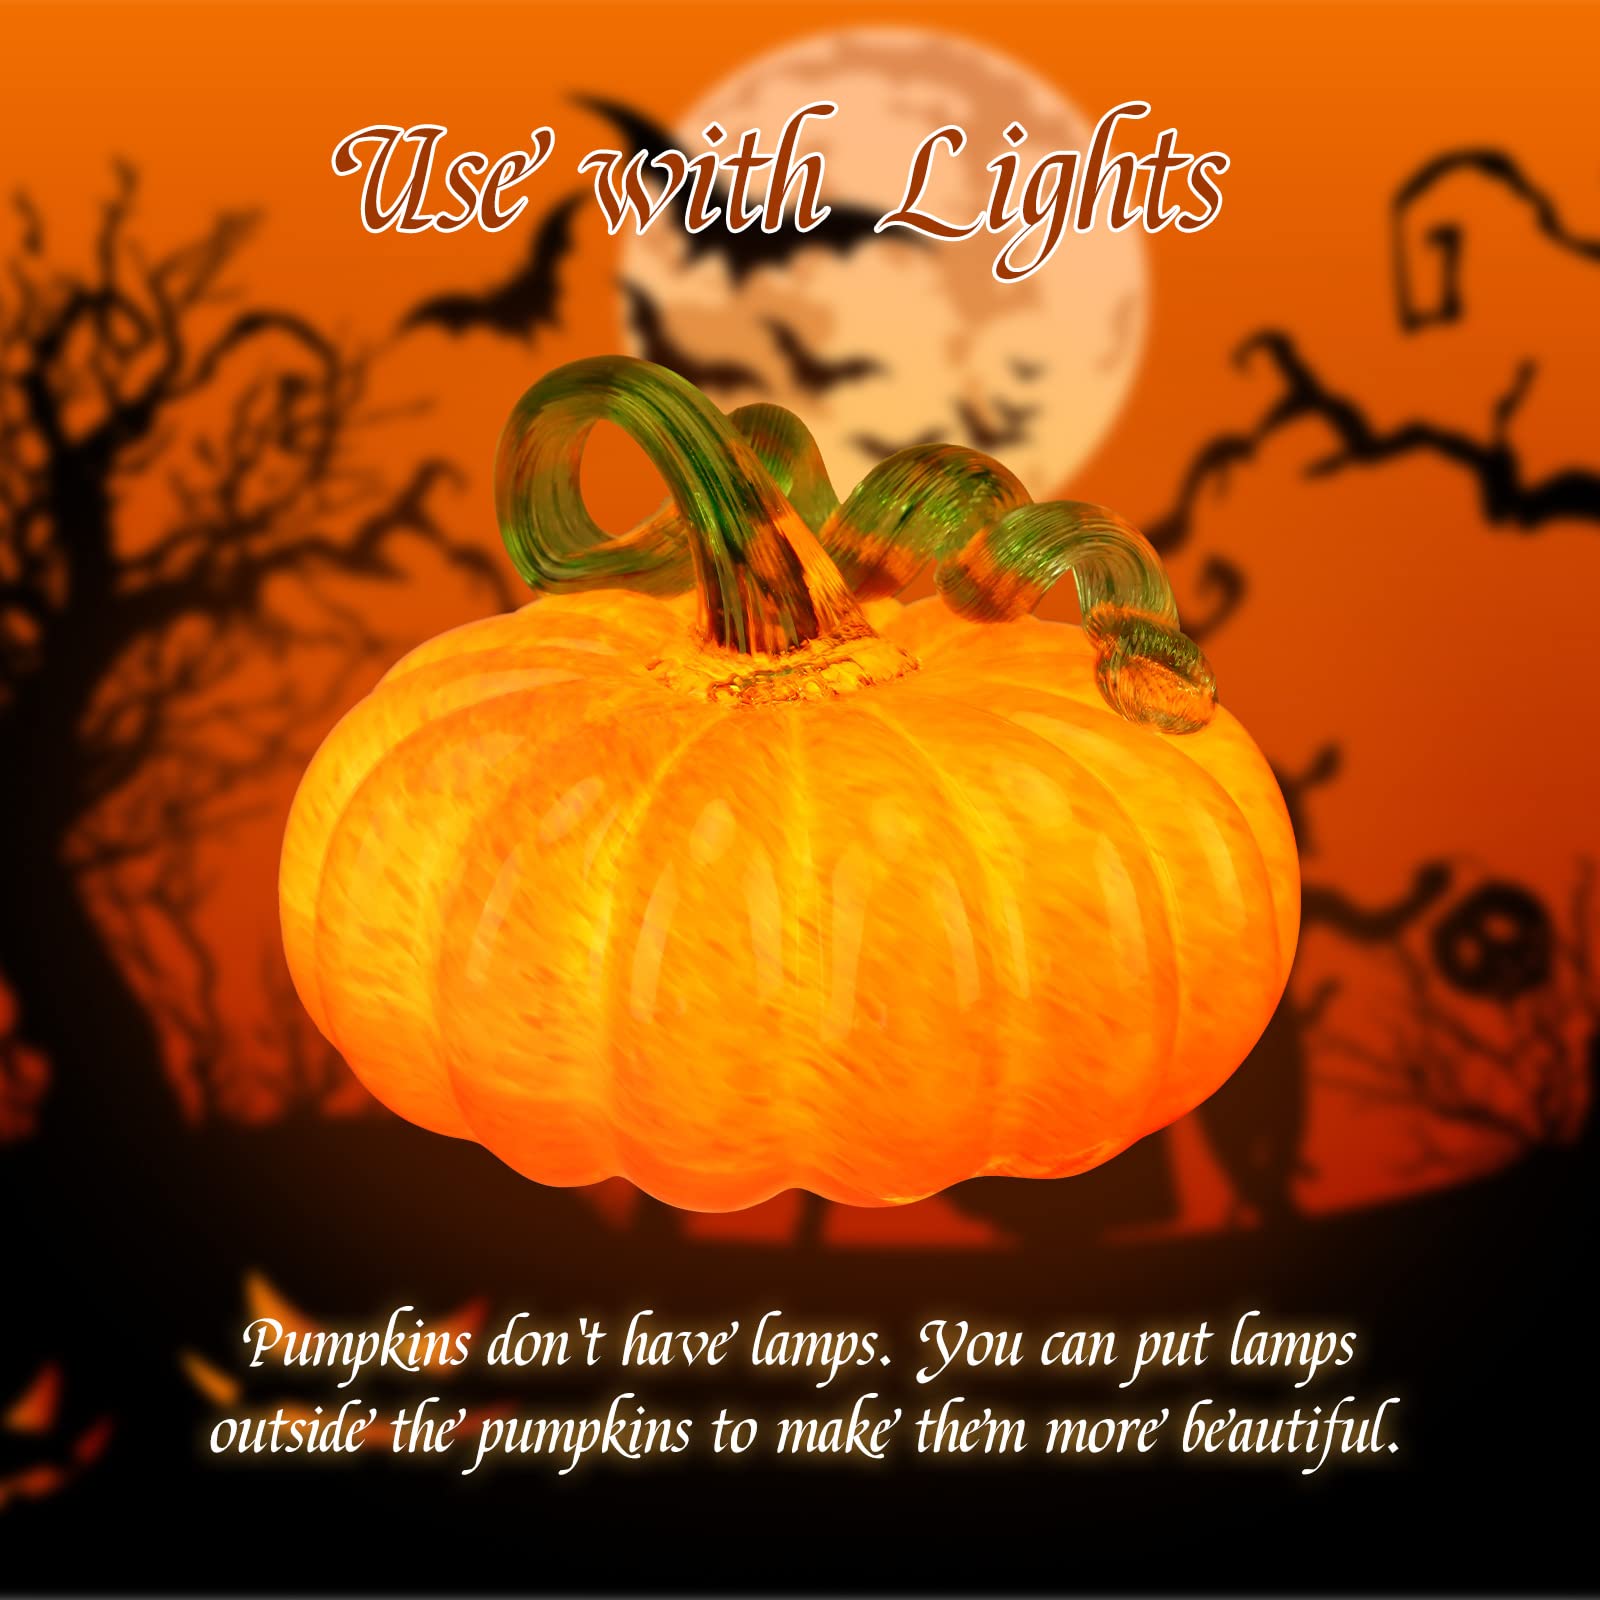 Use with Lights
Pumpkins don't have lamps. You can put lamps
outside the pumpkins to make them more beautiful.